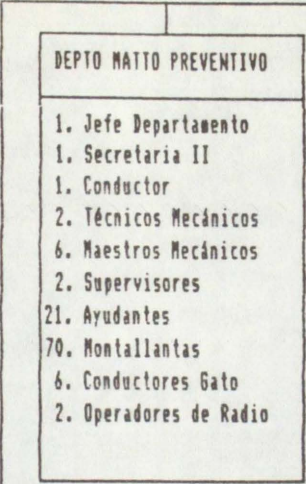 DEPTO MATTO PREVENTIVO
1. Jefe Departamento
1. Secretaria II
1. Conductor
2. Técnicos Mecánicos
6. Maestros Mecánicos
2. Supervisores
21. Ayudantes
70. Montallantas
6. Conductores Gato
2. Operadores de Radio